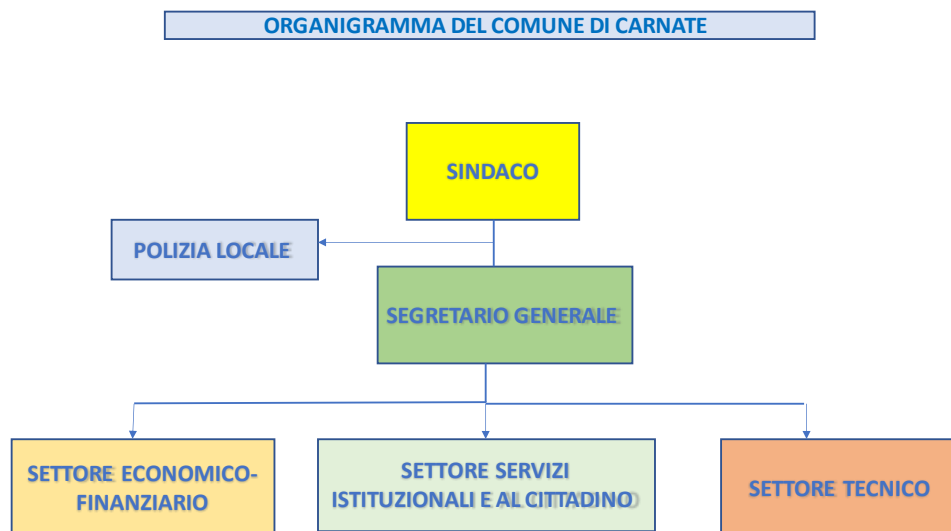 ORGANIGRAMMA DEL COMUNE DI CARNATE
SINDACO
POLIZIA LOCALE
SEGRETARIO GENERALE
SETTORE ECONOMICO-
FINANZIARIO
SETTORE SERVIZI
ISTITUZIONALI E AL CITTADINO
SETTORE TECNICO